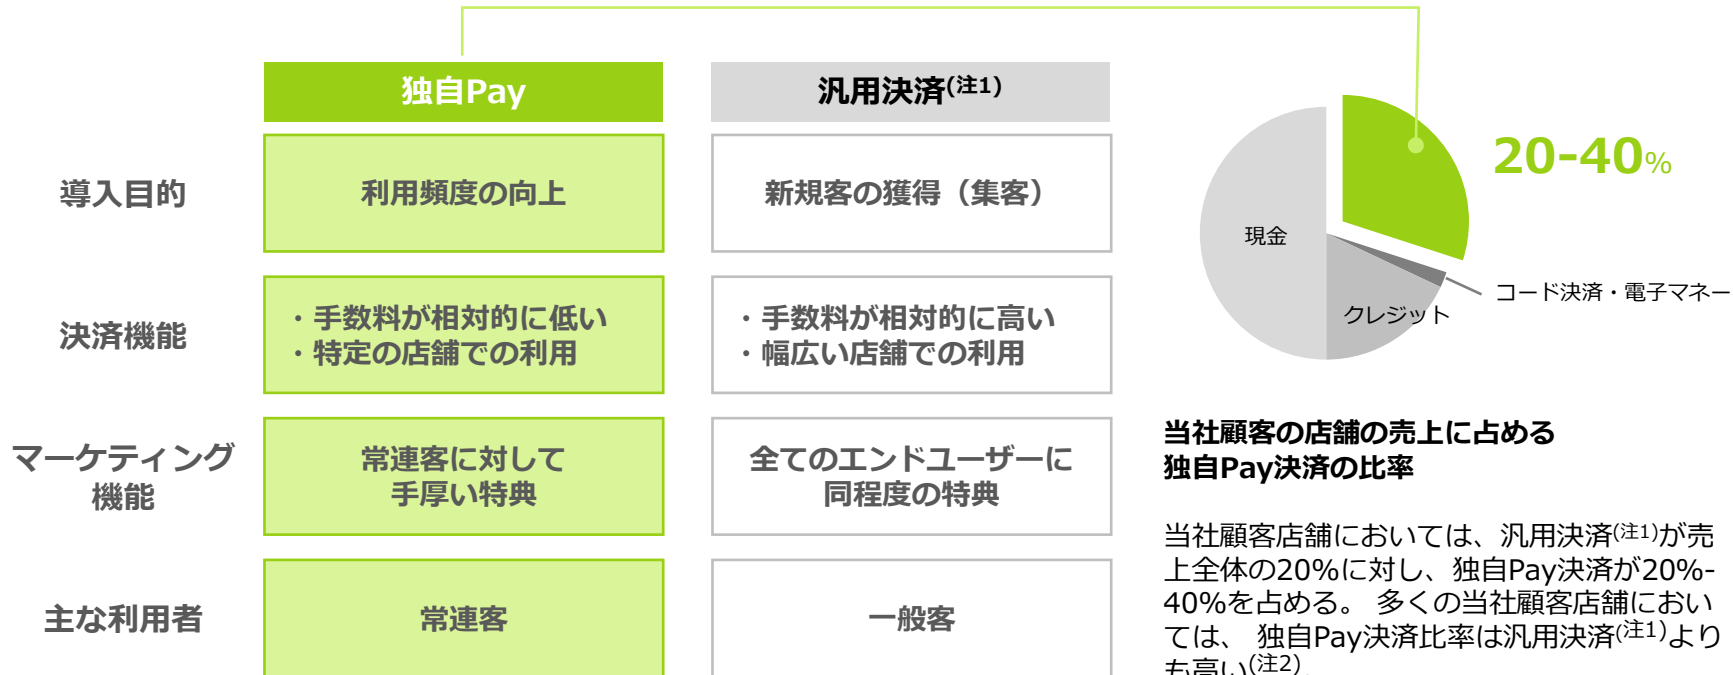 独自Pay
汎用決済(注1)
導入目的
利用頻度の向上
新規客の獲得（集客）
決済機能
・手数料が相対的に低い
・特定の店舗での利用
・手数料が相対的に高い
・幅広い店舗での利用
マーケティング
機能
常連客に対して
手厚い特典
全てのエンドユーザーに
同程度の特典
主な利用者
常連客
一般客
20-40%
現金
コード決済・電子マネー
クレジット
当社顧客の店舗の売上に占める
独自Pay決済の比率
当社顧客店舗においては、汎用決済(注1)が売
上全体の20%に対し、独自Pay決済が20%-
40%を占める。 多くの当社顧客店舗におい
ては、 独自Pay決済比率は汎用決済(注1)より
も高い(注2)